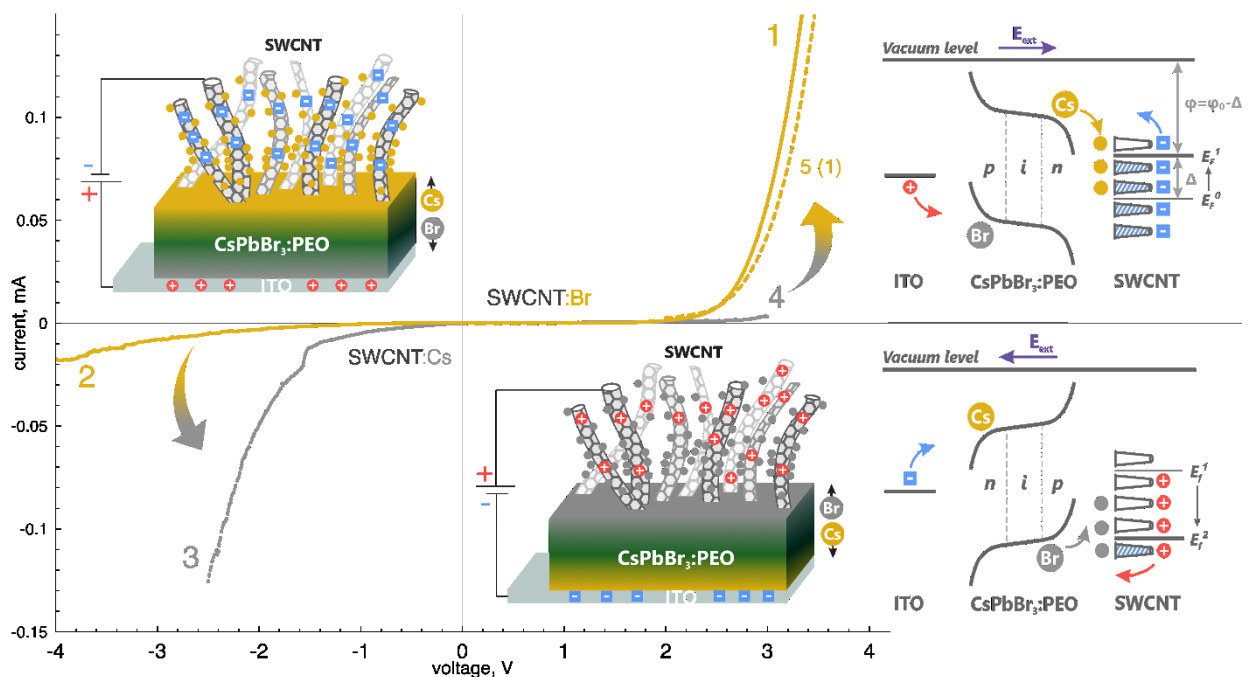 current, mA
0.1
0.05
0
-0.05
-0.1
-0.15
-4
-3
-2
-1
0
1
2
3
4
voltage, V
SWCNT
-
+
Cs
Br
CsPbBr₃:PEO
ITO
1
5 (1)
4
SWCNT:Br
SWCNT:Cs
2
3
SWCNT
+
-
Br
Cs
CsPbBr₃:PEO
ITO
Eext
Vacuum level
φ=φ₀-Δ
Cs
EF¹
Δ
EF⁰
p i n
Br
ITO CsPbBr₃:PEO SWCNT
Eext
Vacuum level
Cs
Ef¹
n i p
Ef²
Br
ITO CsPbBr₃:PEO SWCNT